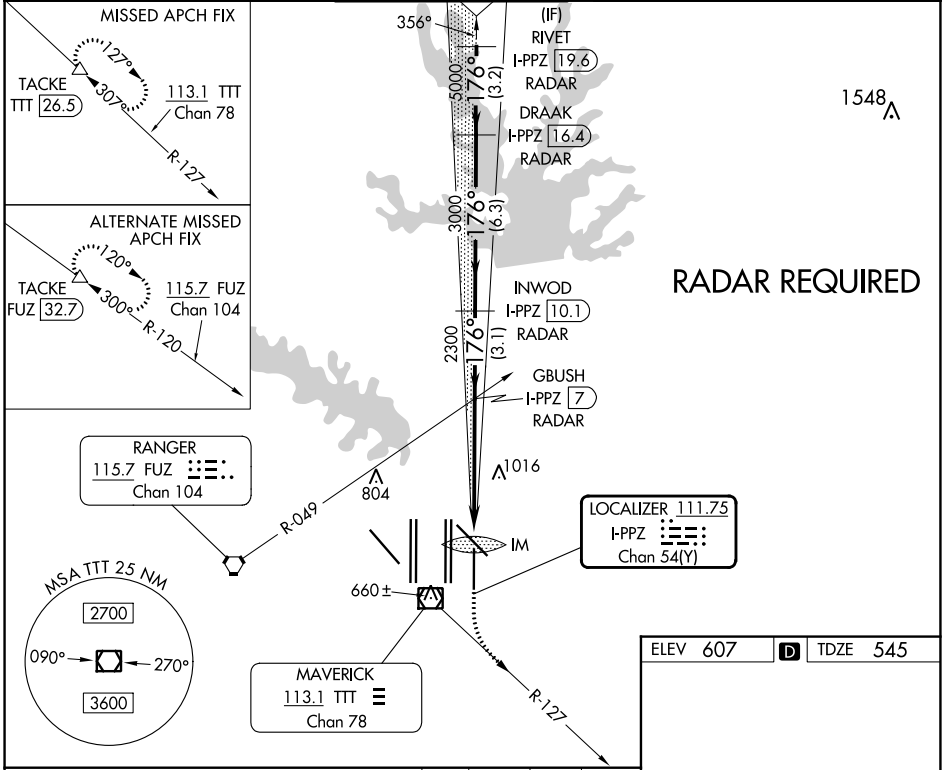 MISSED APCH FIX
127°
307°
TACKE
TTT 26.5
113.1 TTT
Chan 78
R-127
ALTERNATE MISSED
APCH FIX
120°
300°
TACKE
FUZ 32.7
115.7 FUZ
Chan 104
R-120
356°
(IF)
RIVET
I-PPZ 19.6
RADAR
5000
176°
(3.2)
DRAAK
I-PPZ 16.4
RADAR
3000
176°
(6.3)
INWOD
I-PPZ 10.1
RADAR
2300
176°
(3.1)
GBUSH
I-PPZ 7
RADAR
1548
RADAR REQUIRED
RANGER
115.7 FUZ
Chan 104
R-049
804
1016
LOCALIZER 111.75
I-PPZ
Chan 54(Y)
IM
660±
MSA TTT 25 NM
2700
090°
270°
3600
MAVERICK
113.1 TTT
Chan 78
R-127
ELEV 607 D TDZE 545